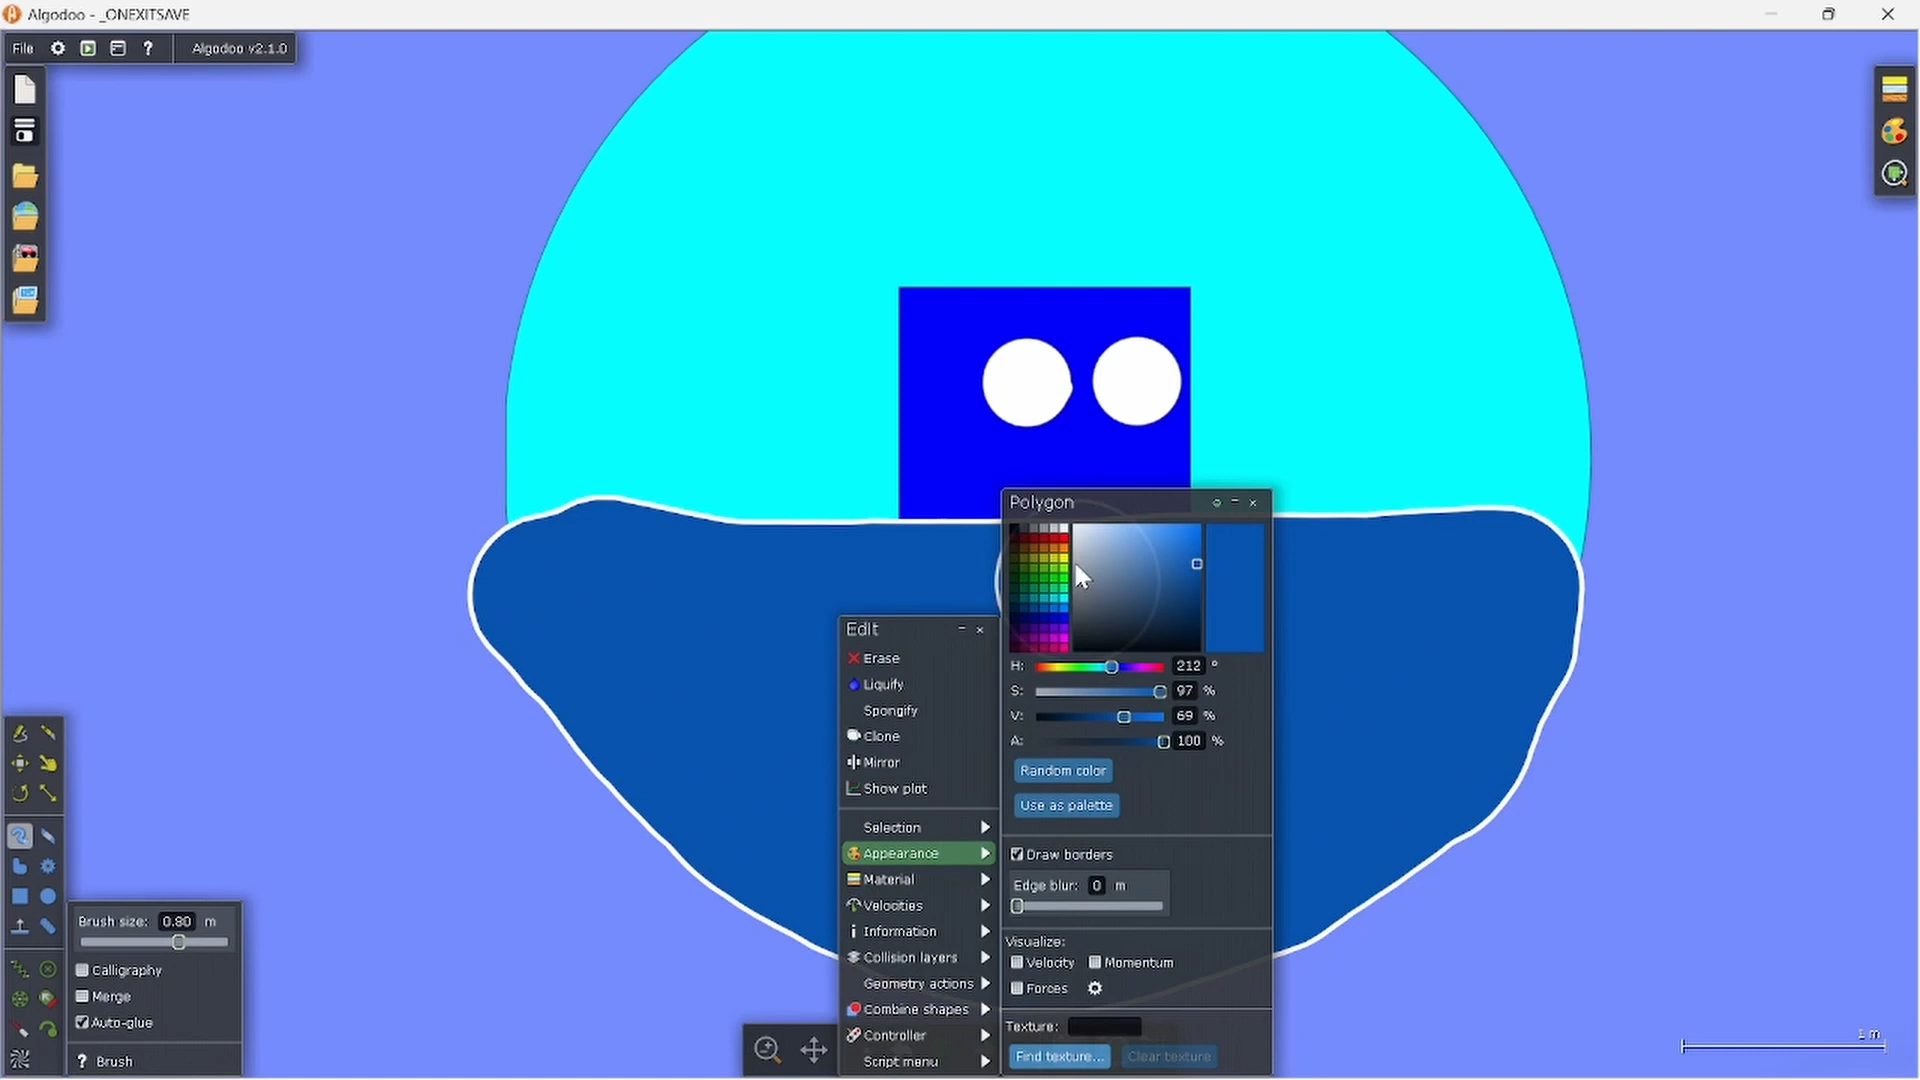 Algodoo - _ONEXITSAVE
File
Algodoo v2.1.0
Polygon
H: 212 °
S: 97 %
V: 69 %
A: 100 %
Random color
Use as palette
Draw borders
Edge blur: 0 m
Visualize:
Velocity
Momentum
Forces
Texture:
Find texture...
Clear texture
Edit
Erase
Liquify
Spongify
Clone
Mirror
Show plot
Selection
Appearance
Material
Velocities
Information
Collision layers
Geometry actions
Combine shapes
Controller
Script menu
Brush size: 0.80 m
Calligraphy
Merge
Auto-glue
? Brush
1 m